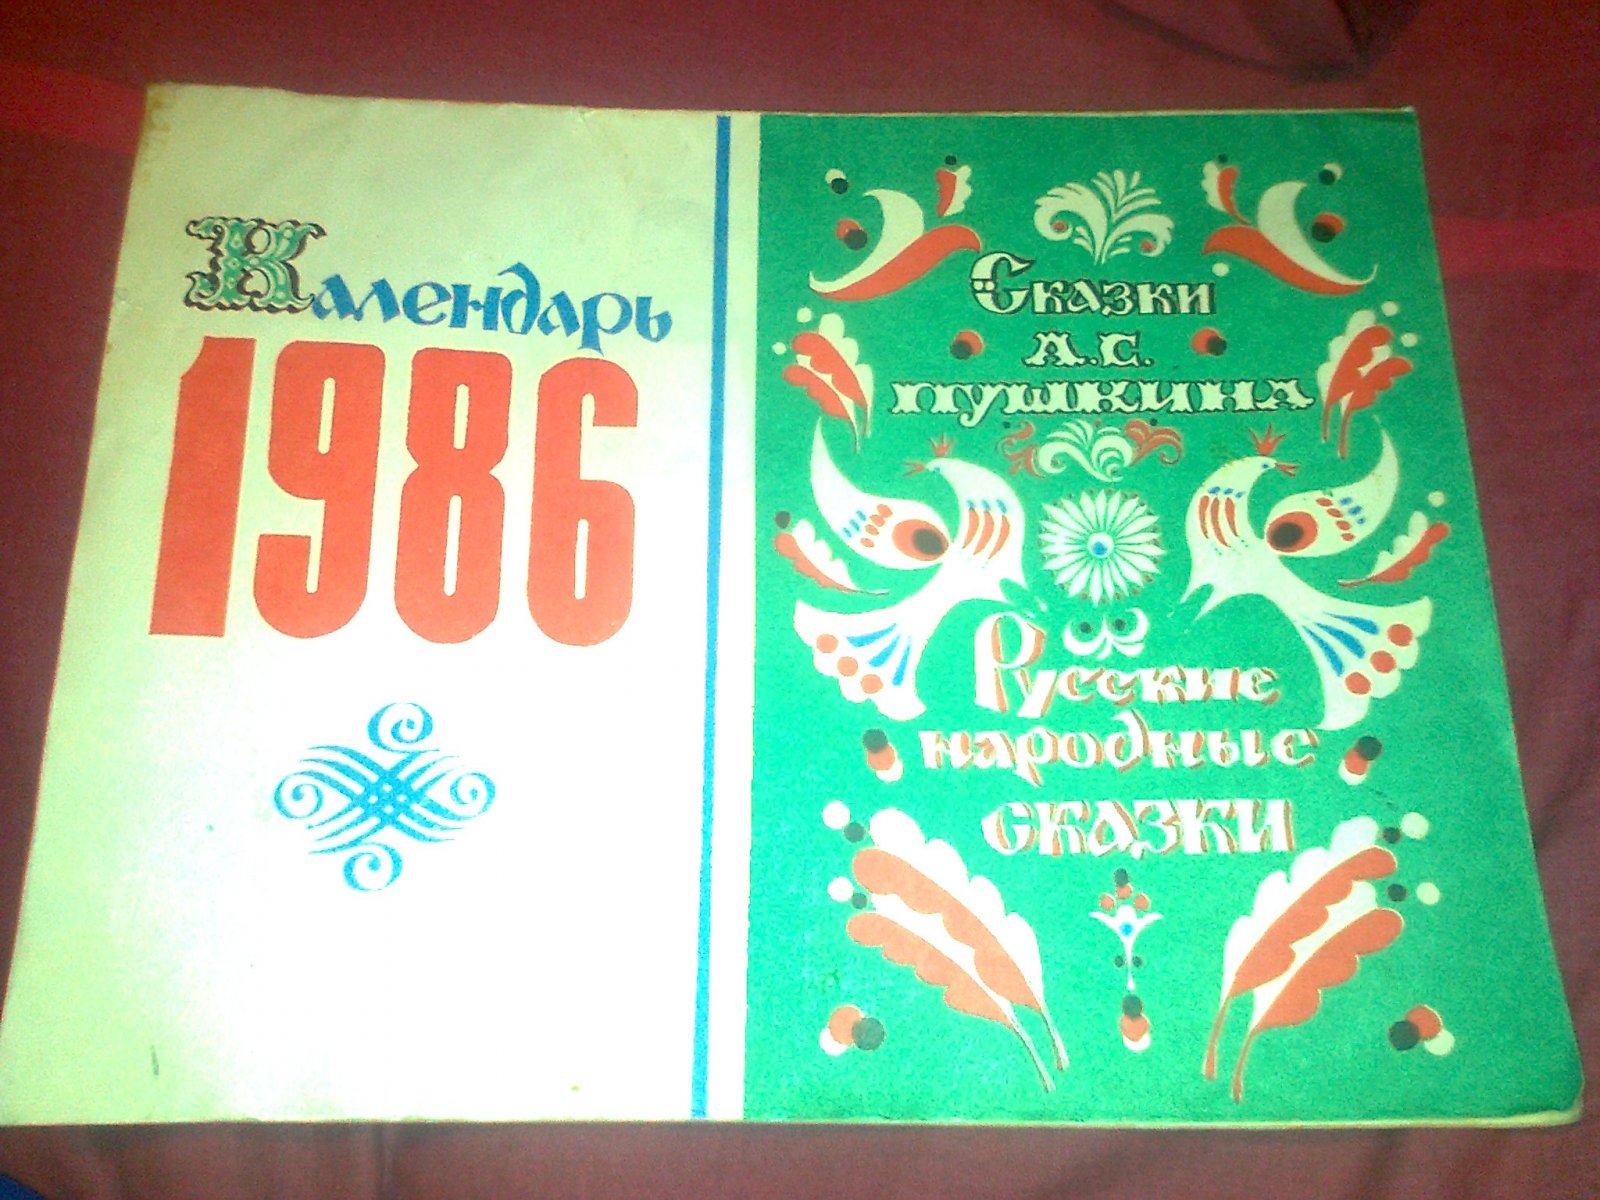 Календарь
1986
Сказки
А.С.
Пушкина
Русские
народные
сказки